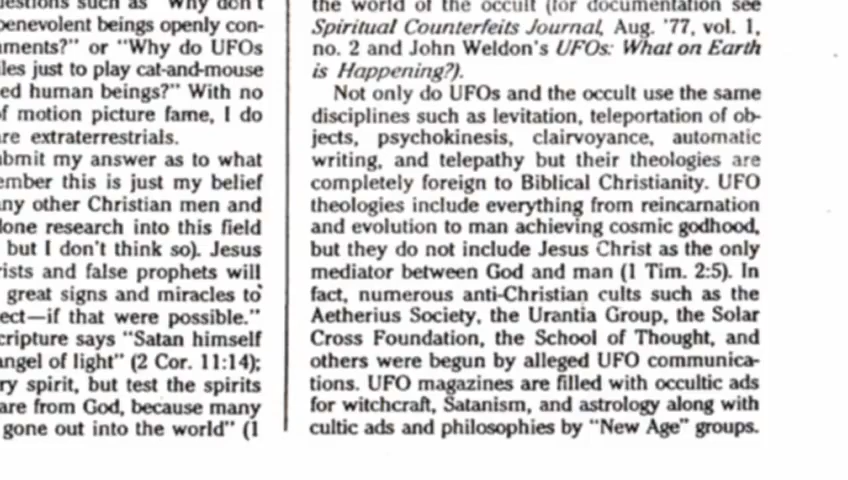 benevolent beings openly con-
ments?" or "Why do UFOs
les just to play cat-and-mouse
ed human beings?" With no
of motion picture fame, I do
re extraterrestrials.
bmit my answer as to what
ember this is just my belief
ny other Christian men and
done research into this field
but I don't think so). Jesus
rists and false prophets will
great signs and miracles to
ect—if that were possible."
cripture says "Satan himself
angel of light" (2 Cor. 11:14);
ry spirit, but test the spirits
are from God, because many
gone out into the world" (1
the world of the occult (for documentation see
Spiritual Counterfeits Journal, Aug. '77, vol. 1,
no. 2 and John Weldon's UFOs: What on Earth
is Happening?).
Not only do UFOs and the occult use the same
disciplines such as levitation, teleportation of ob-
jects, psychokinesis, clairvoyance, automatic
writing, and telepathy but their theologies are
completely foreign to Biblical Christianity. UFO
theologies include everything from reincarnation
and evolution to man achieving cosmic godhood,
but they do not include Jesus Christ as the only
mediator between God and man (1 Tim. 2:5). In
fact, numerous anti-Christian cults such as the
Aetherius Society, the Urantia Group, the Solar
Cross Foundation, the School of Thought, and
others were begun by alleged UFO communica-
tions. UFO magazines are filled with occultic ads
for witchcraft, Satanism, and astrology along with
cultic ads and philosophies by "New Age" groups.